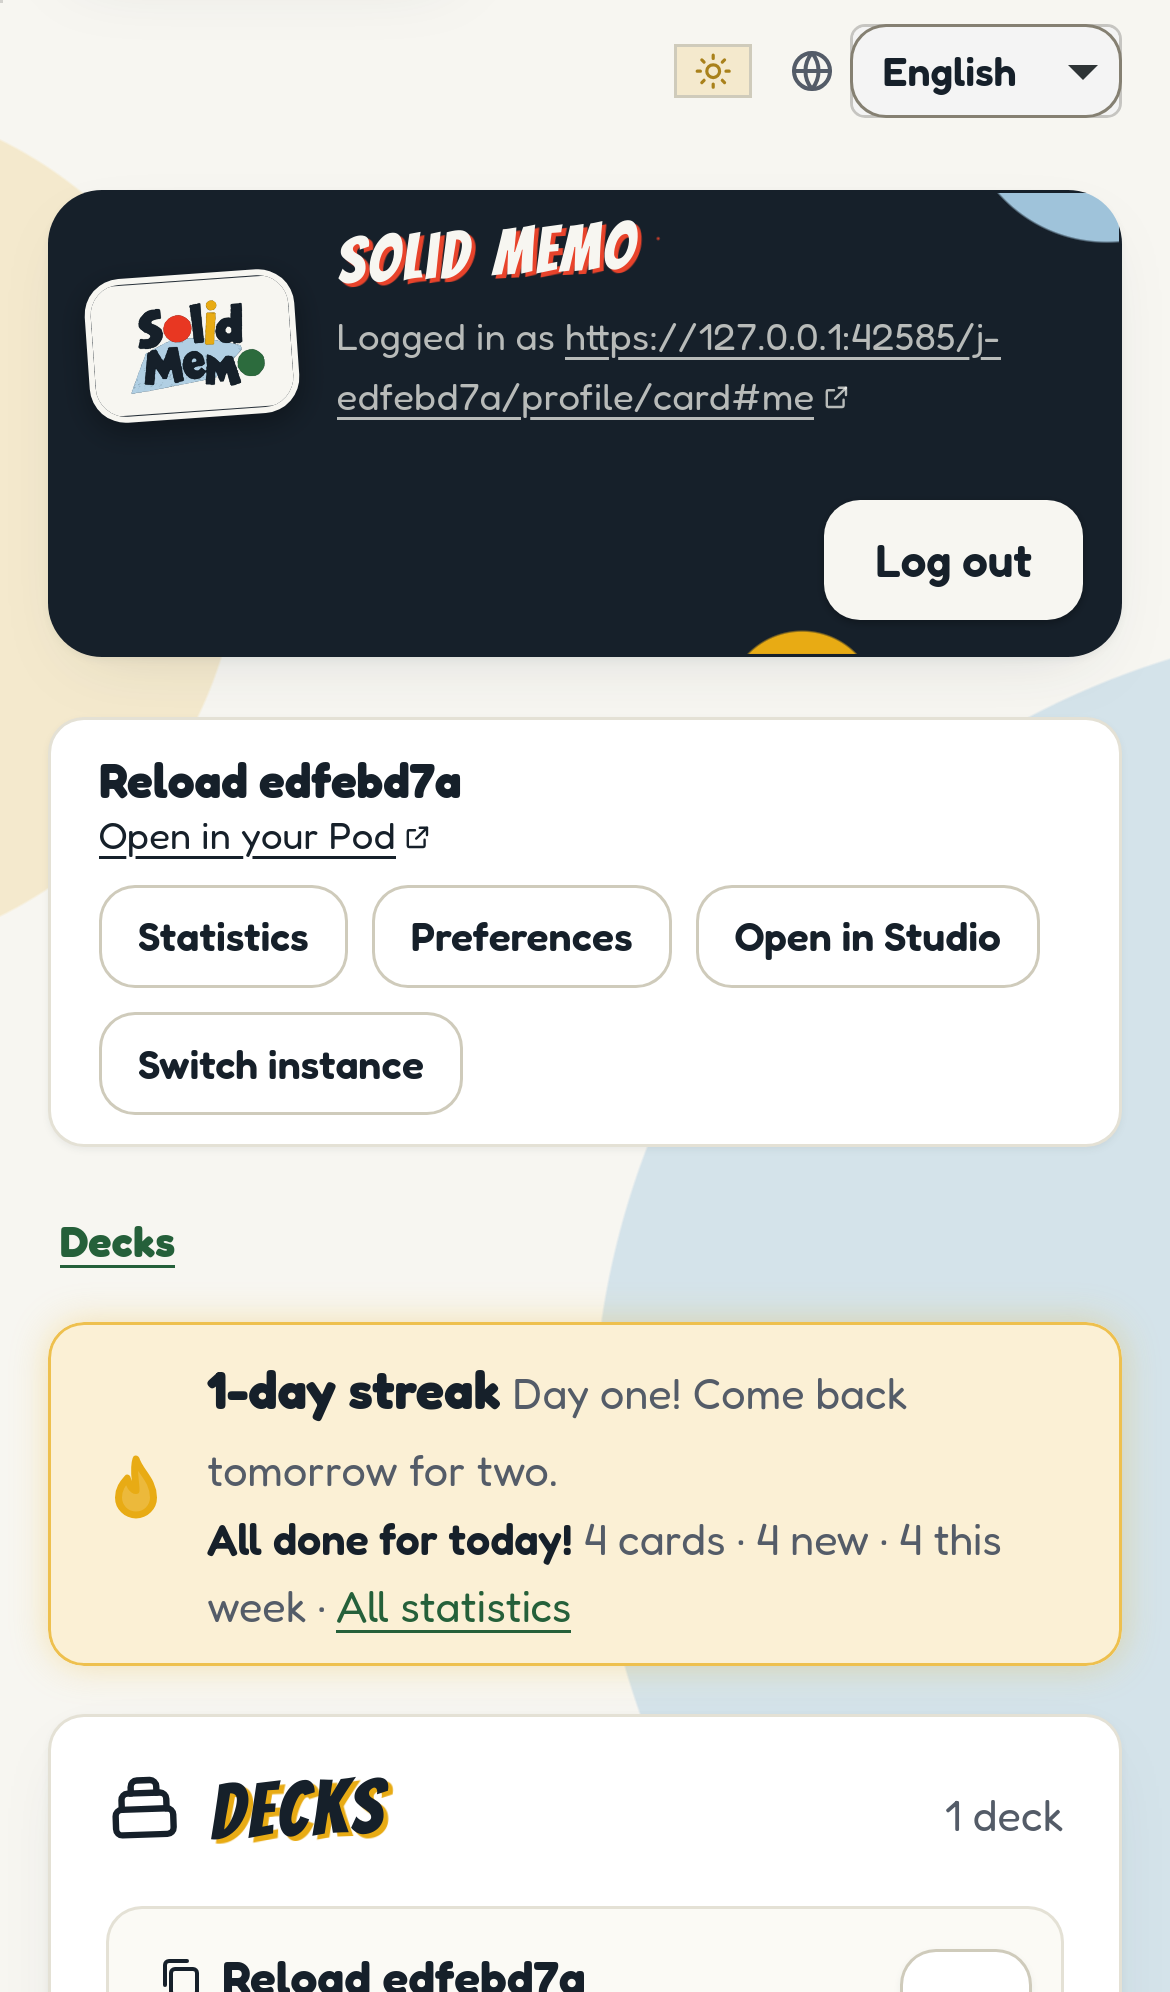 English
SOLID MEMO
Solid
Memo
Logged in as https://127.0.0.1:42585/j-
edfebd7a/profile/card#me
Log out
Reload edfebd7a
Open in your Pod
Statistics
Preferences
Open in Studio
Switch instance
Decks
1-day streak Day one! Come back
tomorrow for two.
All done for today! 4 cards · 4 new · 4 this
week · All statistics
DECKS
1 deck
Reload edfebd7a